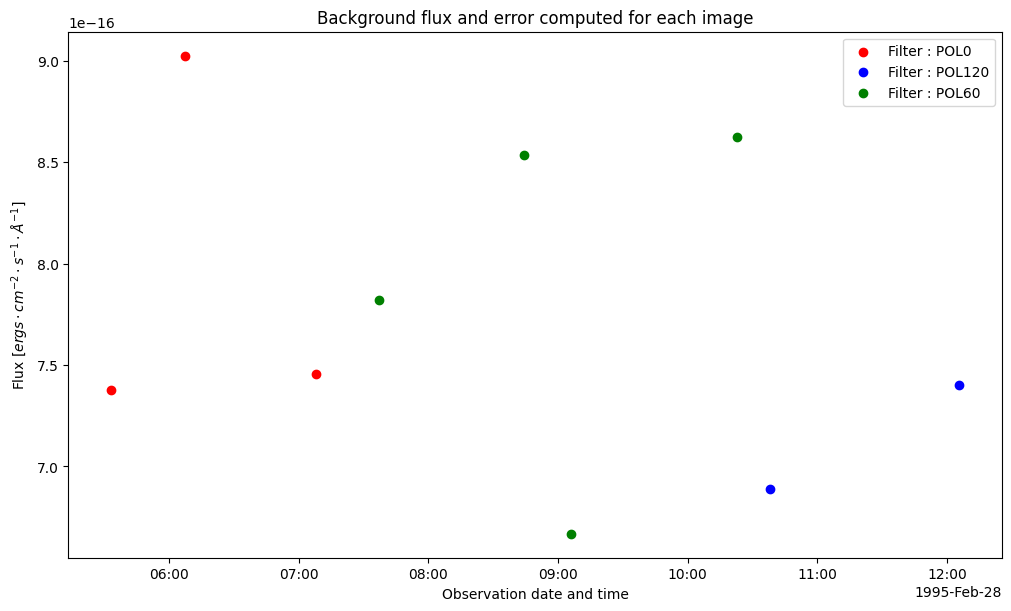 Background flux and error computed for each image
1e−16
Filter : POL0
Filter : POL120
Filter : POL60
9.0
8.5
8.0
7.5
7.0
Flux [ergs · cm⁻² · s⁻¹ · Å⁻¹]
06:00 07:00 08:00 09:00 10:00 11:00 12:00
1995-Feb-28
Observation date and time